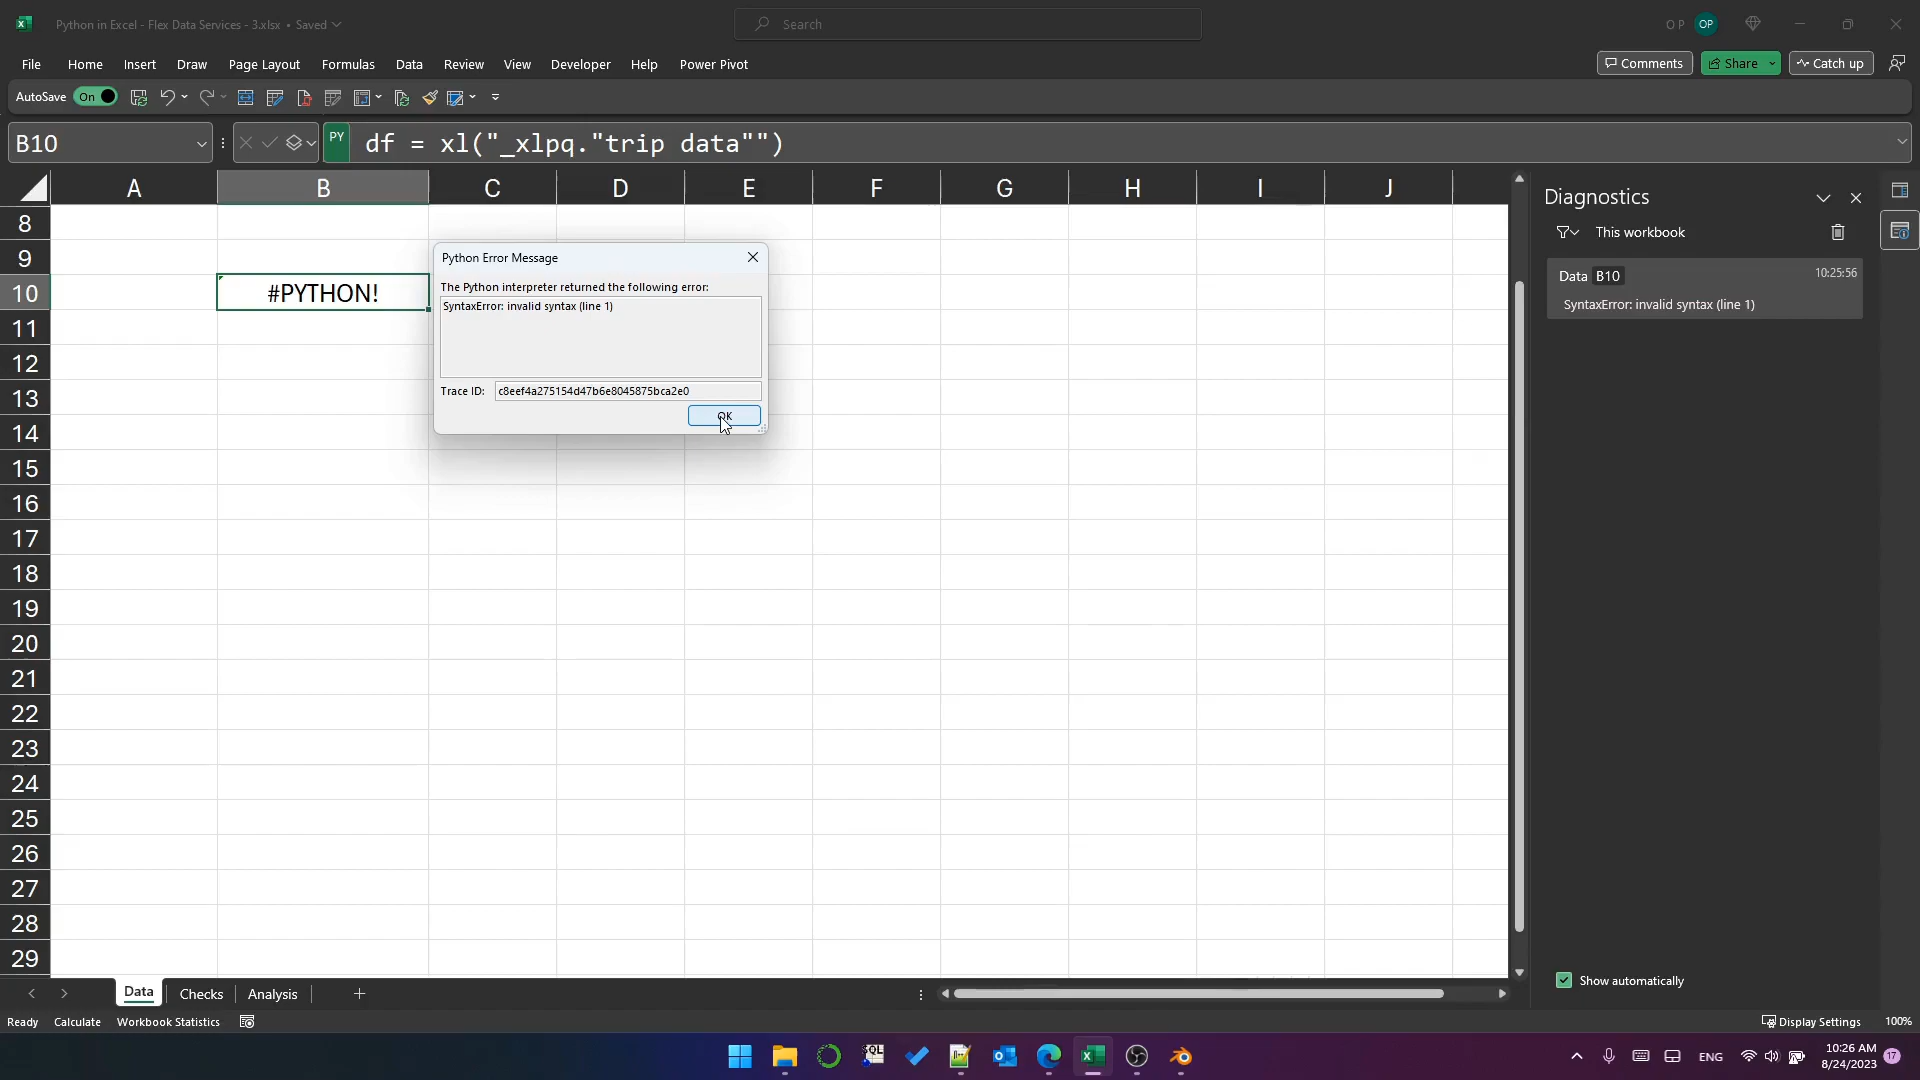 Python in Excel - Flex Data Services - 3.xlsx • Saved
Search
O P OP
File Home Insert Draw Page Layout Formulas Data Review View Developer Help Power Pivot
Comments Share Catch up
AutoSave On
B10 PY df = xl("_xlpq."trip data"")
A B C D E F G H I J
8
9
10 #PYTHON!
11
12
13
14
15
16
17
18
19
20
21
22
23
24
25
26
27
28
29
Python Error Message
The Python interpreter returned the following error:
SyntaxError: invalid syntax (line 1)
Trace ID: c8eef4a275154d47b6e8045875bca2e0
OK
Diagnostics
This workbook
Data B10 10:25:56
SyntaxError: invalid syntax (line 1)
Show automatically
Data Checks Analysis
Ready Calculate Workbook Statistics
Display Settings 100%
SQL
ENG
10:26 AM
8/24/2023
17